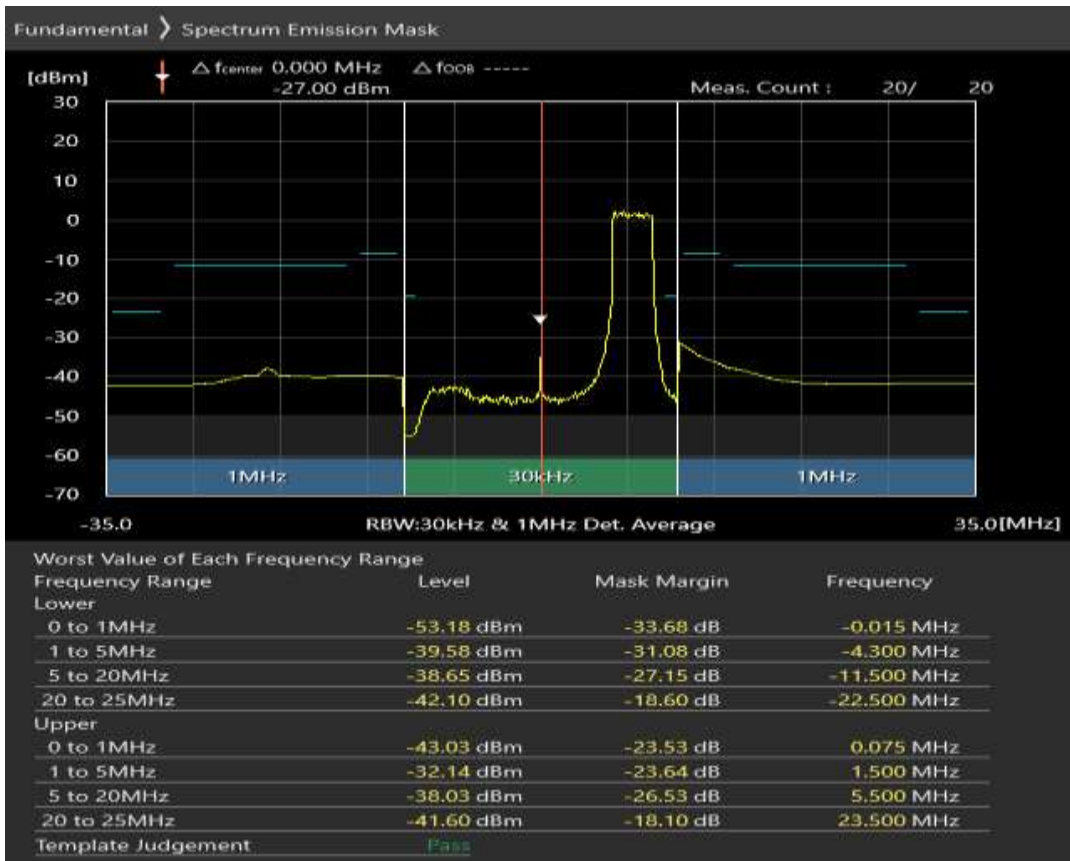 Fundamental ❭ Spectrum Emission Mask
[dBm] △ fcenter 0.000 MHz △ fOOB -----
-27.00 dBm Meas. Count : 20/ 20
30
20
10
0
-10
-20
-30
-40
-50
-60
1MHz 30kHz 1MHz
-70
-35.0 RBW:30kHz & 1MHz Det. Average 35.0[MHz]
Worst Value of Each Frequency Range
Frequency Range Level Mask Margin Frequency
Lower
0 to 1MHz -53.18 dBm -33.68 dB -0.015 MHz
1 to 5MHz -39.58 dBm -31.08 dB -4.300 MHz
5 to 20MHz -38.65 dBm -27.15 dB -11.500 MHz
20 to 25MHz -42.10 dBm -18.60 dB -22.500 MHz
Upper
0 to 1MHz -43.03 dBm -23.53 dB 0.075 MHz
1 to 5MHz -32.14 dBm -23.64 dB 1.500 MHz
5 to 20MHz -38.03 dBm -26.53 dB 5.500 MHz
20 to 25MHz -41.60 dBm -18.10 dB 23.500 MHz
Template Judgement Pass